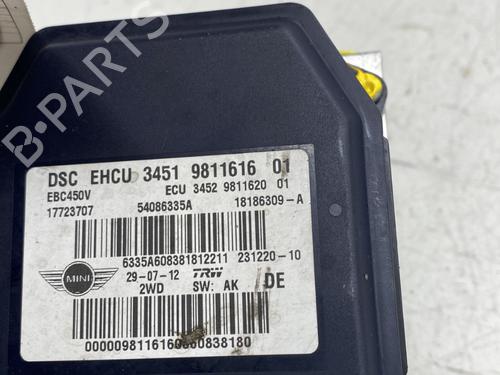 B-PARTS
DSC EHCU 3451 9811616 01
EBC450V ECU 3452 9811620 01
17723707 54086335A 18186309-A
6335A608381812211 231220-10
MINI 29-07-12 TRW DE
2WD SW: AK